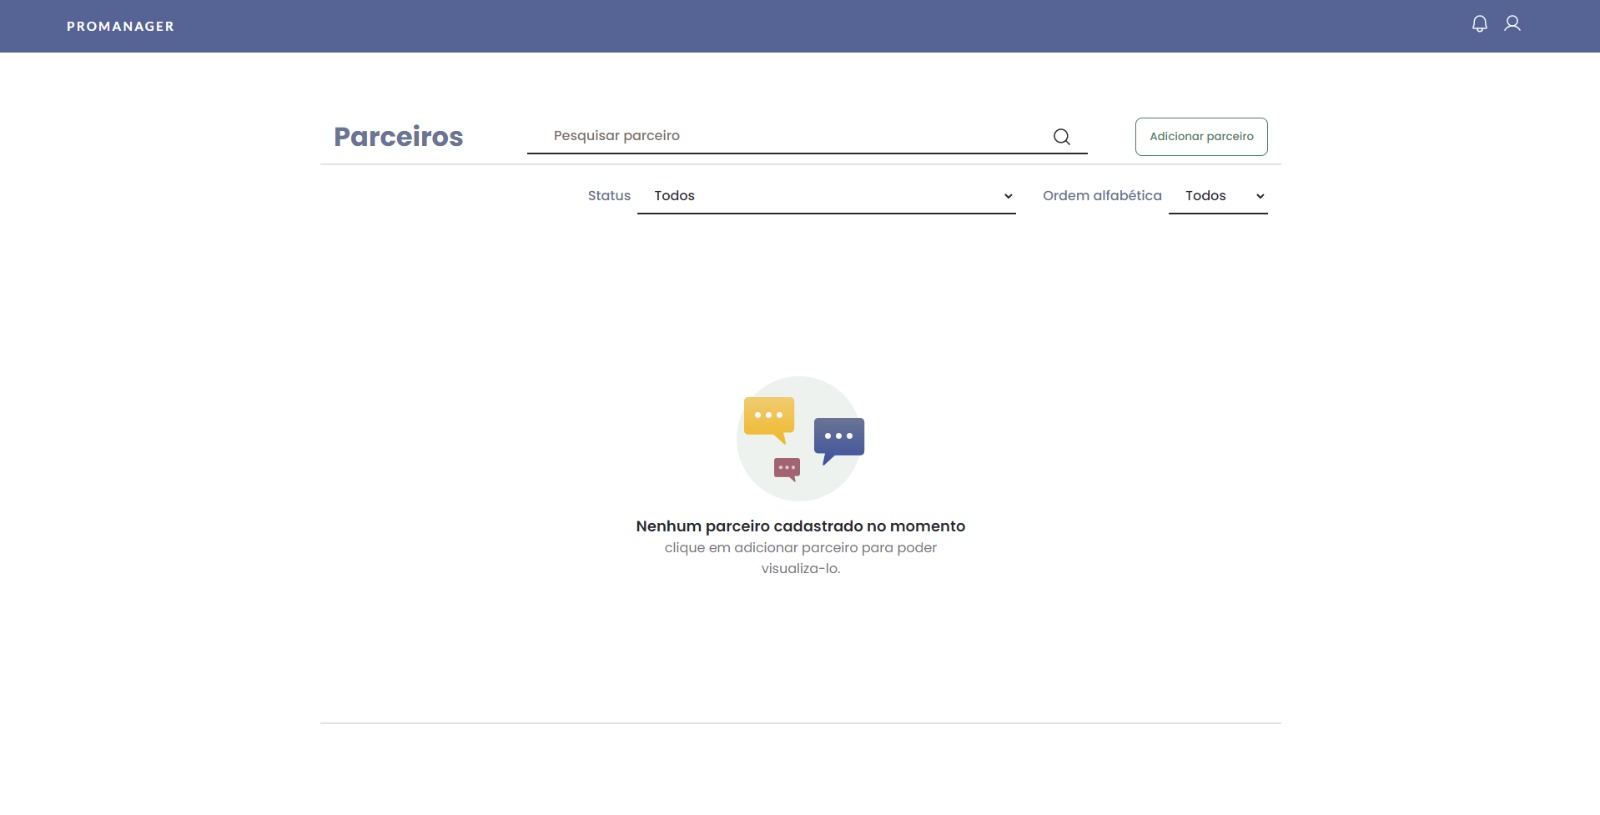 PROMANAGER
Parceiros
Pesquisar parceiro
Adicionar parceiro
Status
Todos
Ordem alfabética
Todos
Nenhum parceiro cadastrado no momento
clique em adicionar parceiro para poder
visualiza-lo.